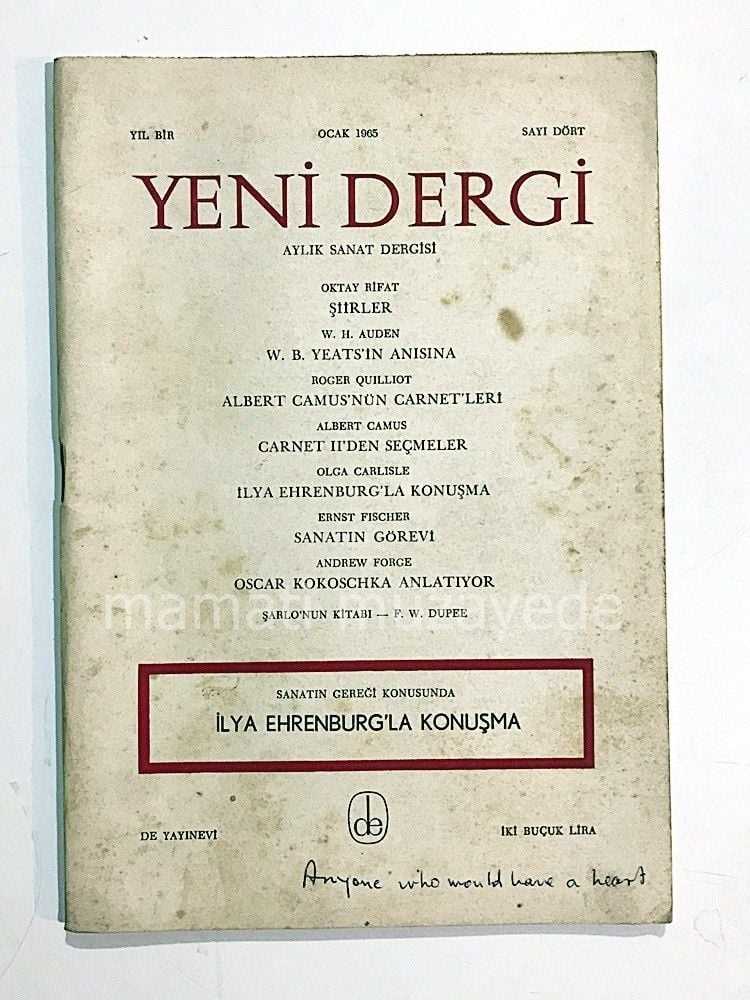 YIL BİR OCAK 1965 SAYI DÖRT
YENİ DERGİ
AYLIK SANAT DERGİSİ
OKTAY RİFAT
ŞİİRLER
W. H. AUDEN
W. B. YEATS'İN ANISINA
ROGER QUILLIOT
ALBERT CAMUS'NÜN CARNET'LERİ
ALBERT CAMUS
CARNET II'DEN SEÇMELER
OLGA CARLISLE
İLYA EHRENBURG'LA KONUŞMA
ERNST FISCHER
SANATIN GÖREVİ
ANDREW FORGE
OSCAR KOKOSCHKA ANLATIYOR
ŞARLO'NUN KİTABI — F. W. DUPEE
SANATIN GEREĞİ KONUSUNDA
İLYA EHRENBURG'LA KONUŞMA
DE YAYINEVİ de İKİ BUÇUK LİRA
Anyone who would have a heart